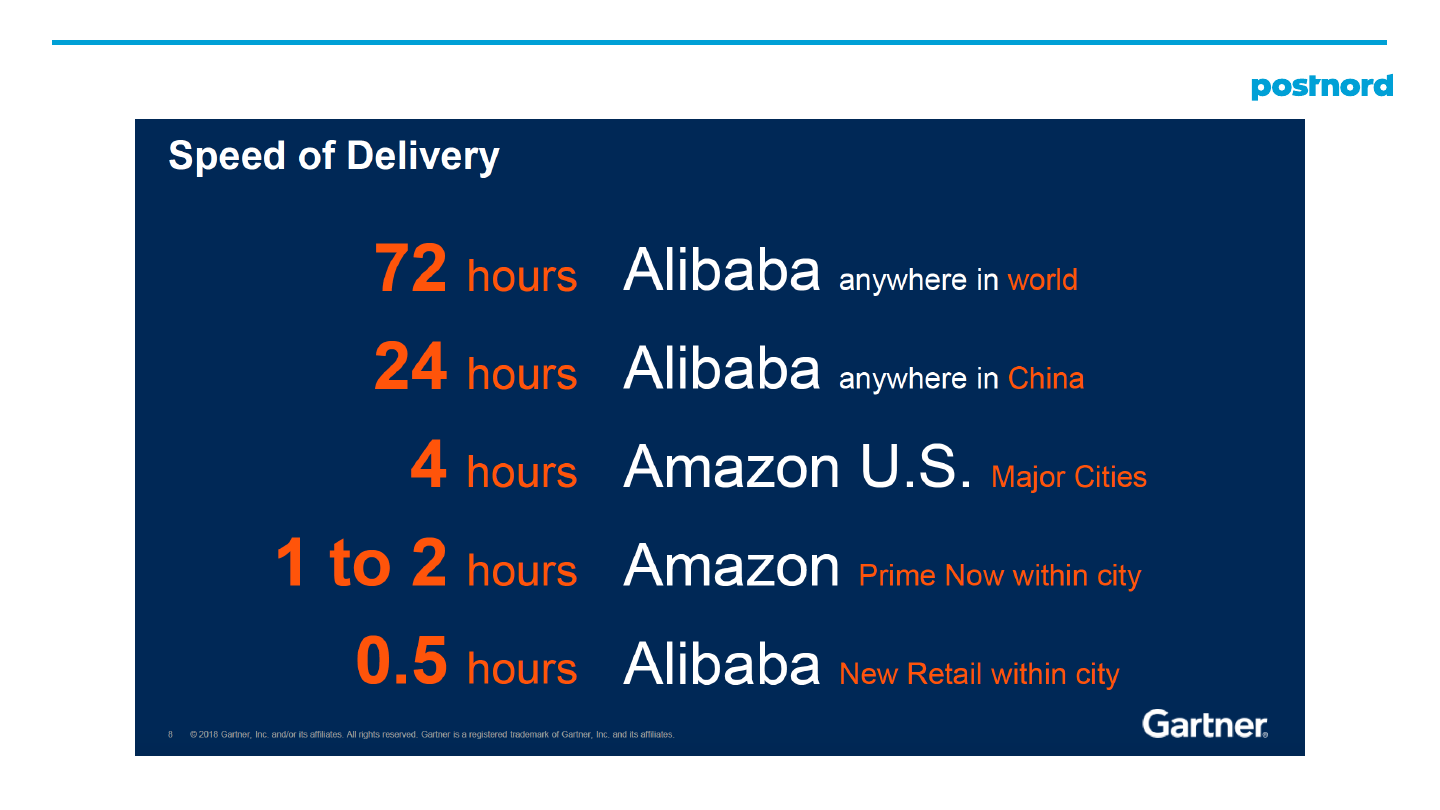 postnord
Speed of Delivery
72 hours Alibaba anywhere in world
24 hours Alibaba anywhere in China
4 hours Amazon U.S. Major Cities
1 to 2 hours Amazon Prime Now within city
0.5 hours Alibaba New Retail within city
8 © 2018 Gartner, Inc. and/or its affiliates. All rights reserved. Gartner is a registered trademark of Gartner, Inc. and its affiliates.
Gartner®